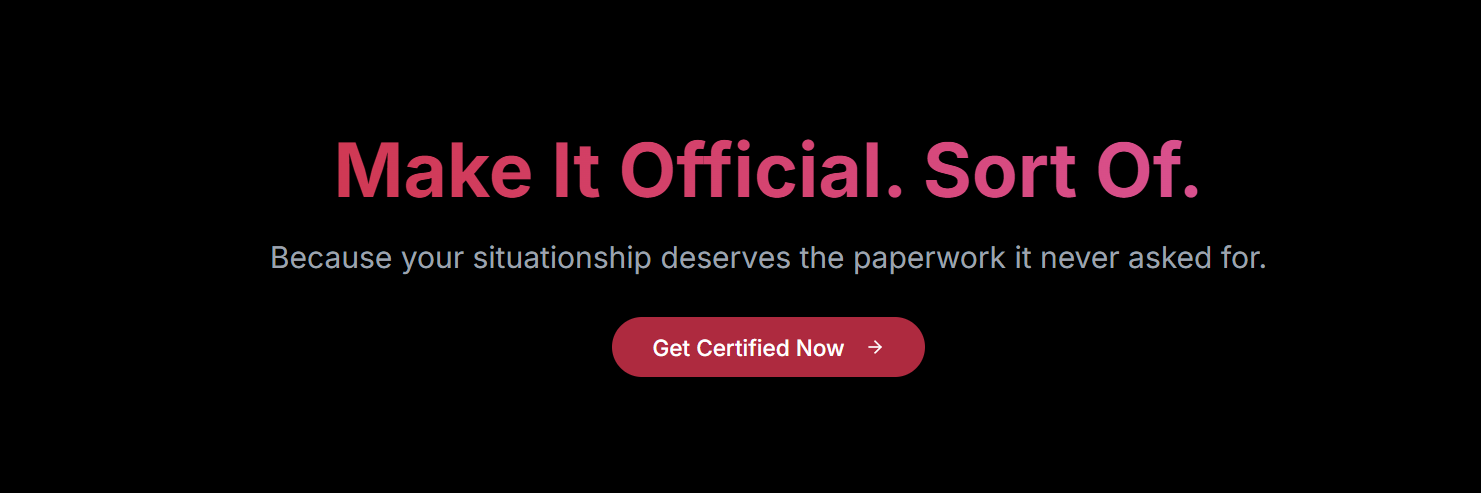 Make It Official. Sort Of.
Because your situationship deserves the paperwork it never asked for.
Get Certified Now →